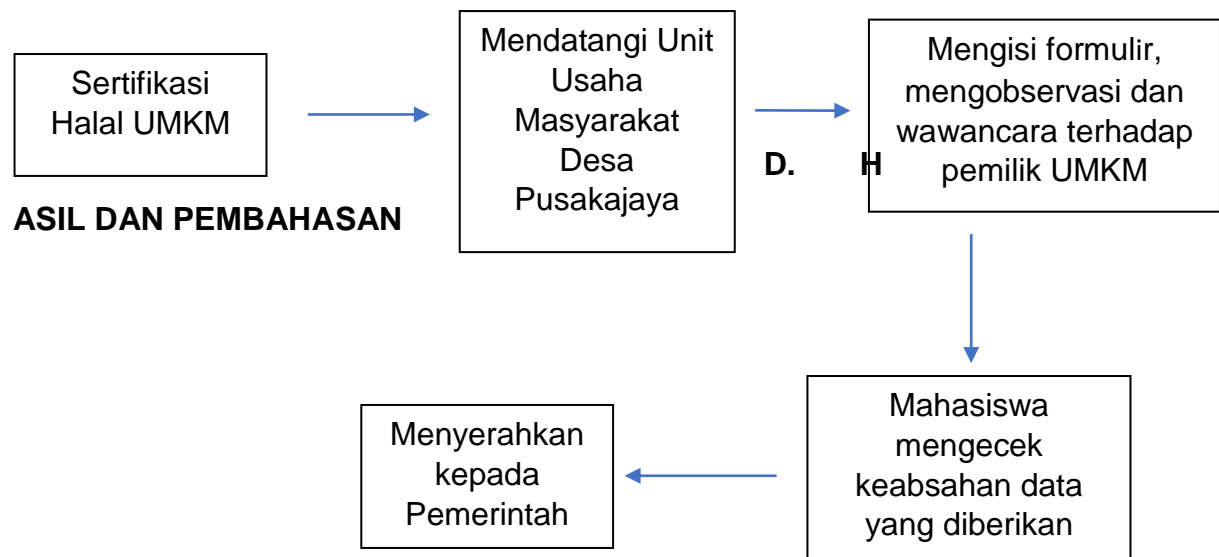 Sertifikasi
Halal UMKM
Mendatangi Unit
Usaha
Masyarakat
Desa
Pusakajaya
Mengisi formulir,
mengobservasi dan
wawancara terhadap
pemilik UMKM
D. H
ASIL DAN PEMBAHASAN
Mahasiswa
mengecek
keabsahan data
yang diberikan
Menyerahkan
kepada
Pemerintah